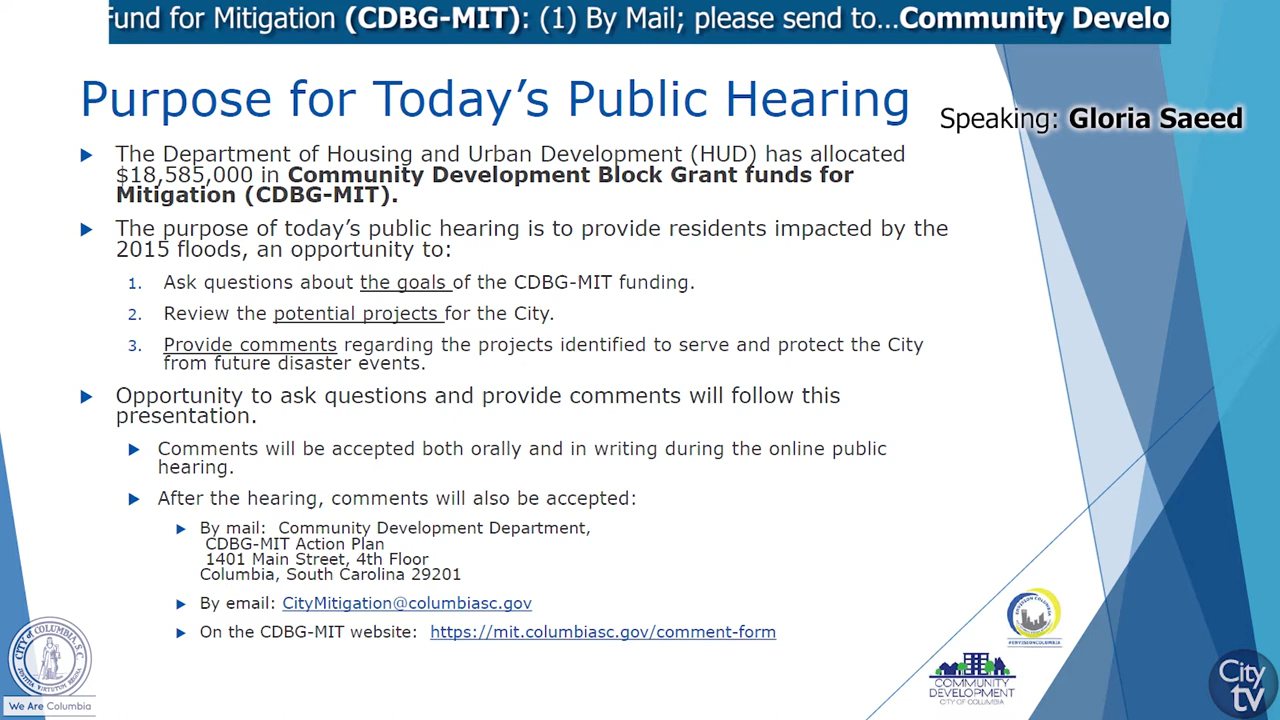 Fund for Mitigation (CDBG-MIT): (1) By Mail; please send to...Community Develo
Purpose for Today's Public Hearing
Speaking: Gloria Saeed
The Department of Housing and Urban Development (HUD) has allocated
$18,585,000 in Community Development Block Grant funds for
Mitigation (CDBG-MIT).
The purpose of today's public hearing is to provide residents impacted by the
2015 floods, an opportunity to:
1. Ask questions about the goals of the CDBG-MIT funding.
2. Review the potential projects for the City.
3. Provide comments regarding the projects identified to serve and protect the City
from future disaster events.
Opportunity to ask questions and provide comments will follow this
presentation.
Comments will be accepted both orally and in writing during the online public
hearing.
After the hearing, comments will also be accepted:
By mail: Community Development Department,
CDBG-MIT Action Plan
1401 Main Street, 4th Floor
Columbia, South Carolina 29201
By email: CityMitigation@columbiasc.gov
On the CDBG-MIT website: https://mit.columbiasc.gov/comment-form
CITY OF COLUMBIA S.C.
We Are Columbia
COMMUNITY
DEVELOPMENT
CITY OF COLUMBIA
City
tv